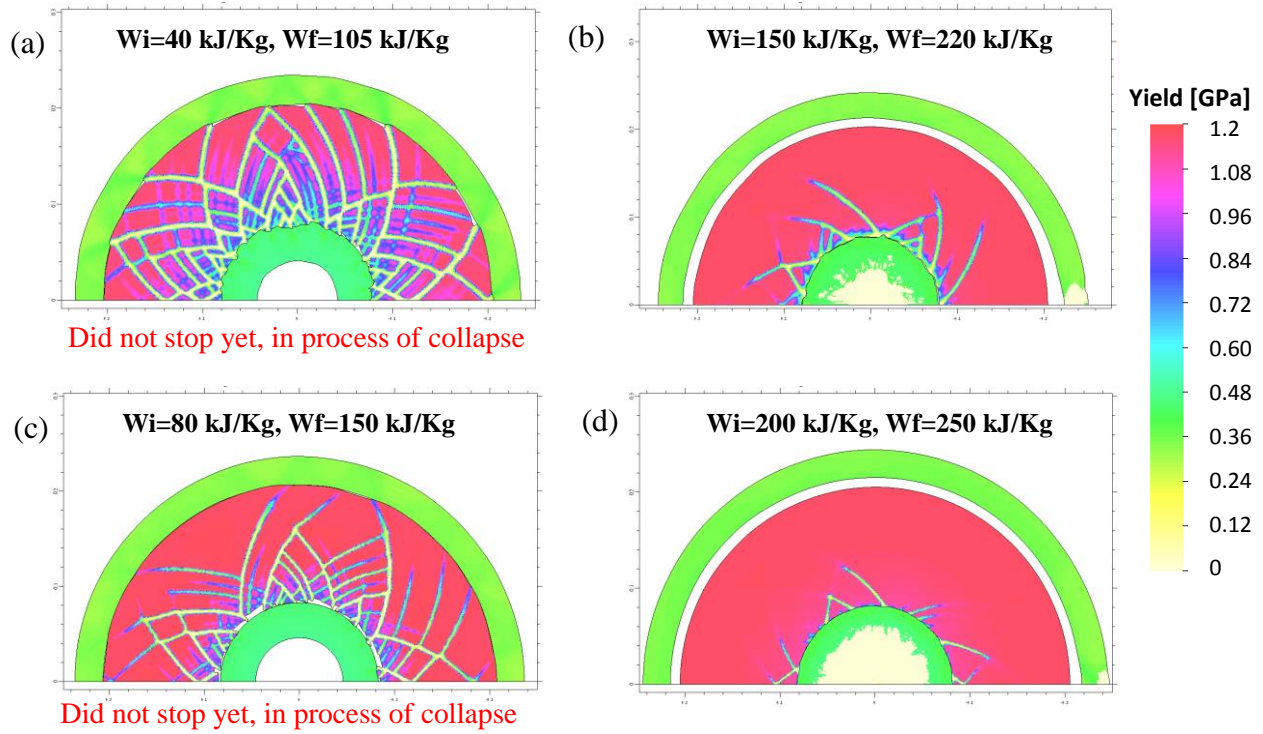 (a)
Wi=40 kJ/Kg, Wf=105 kJ/Kg
Did not stop yet, in process of collapse
(b)
Wi=150 kJ/Kg, Wf=220 kJ/Kg
Yield [GPa]
1.2
1.08
0.96
0.84
0.72
0.60
0.48
0.36
0.24
0.12
0
(c)
Wi=80 kJ/Kg, Wf=150 kJ/Kg
Did not stop yet, in process of collapse
(d)
Wi=200 kJ/Kg, Wf=250 kJ/Kg